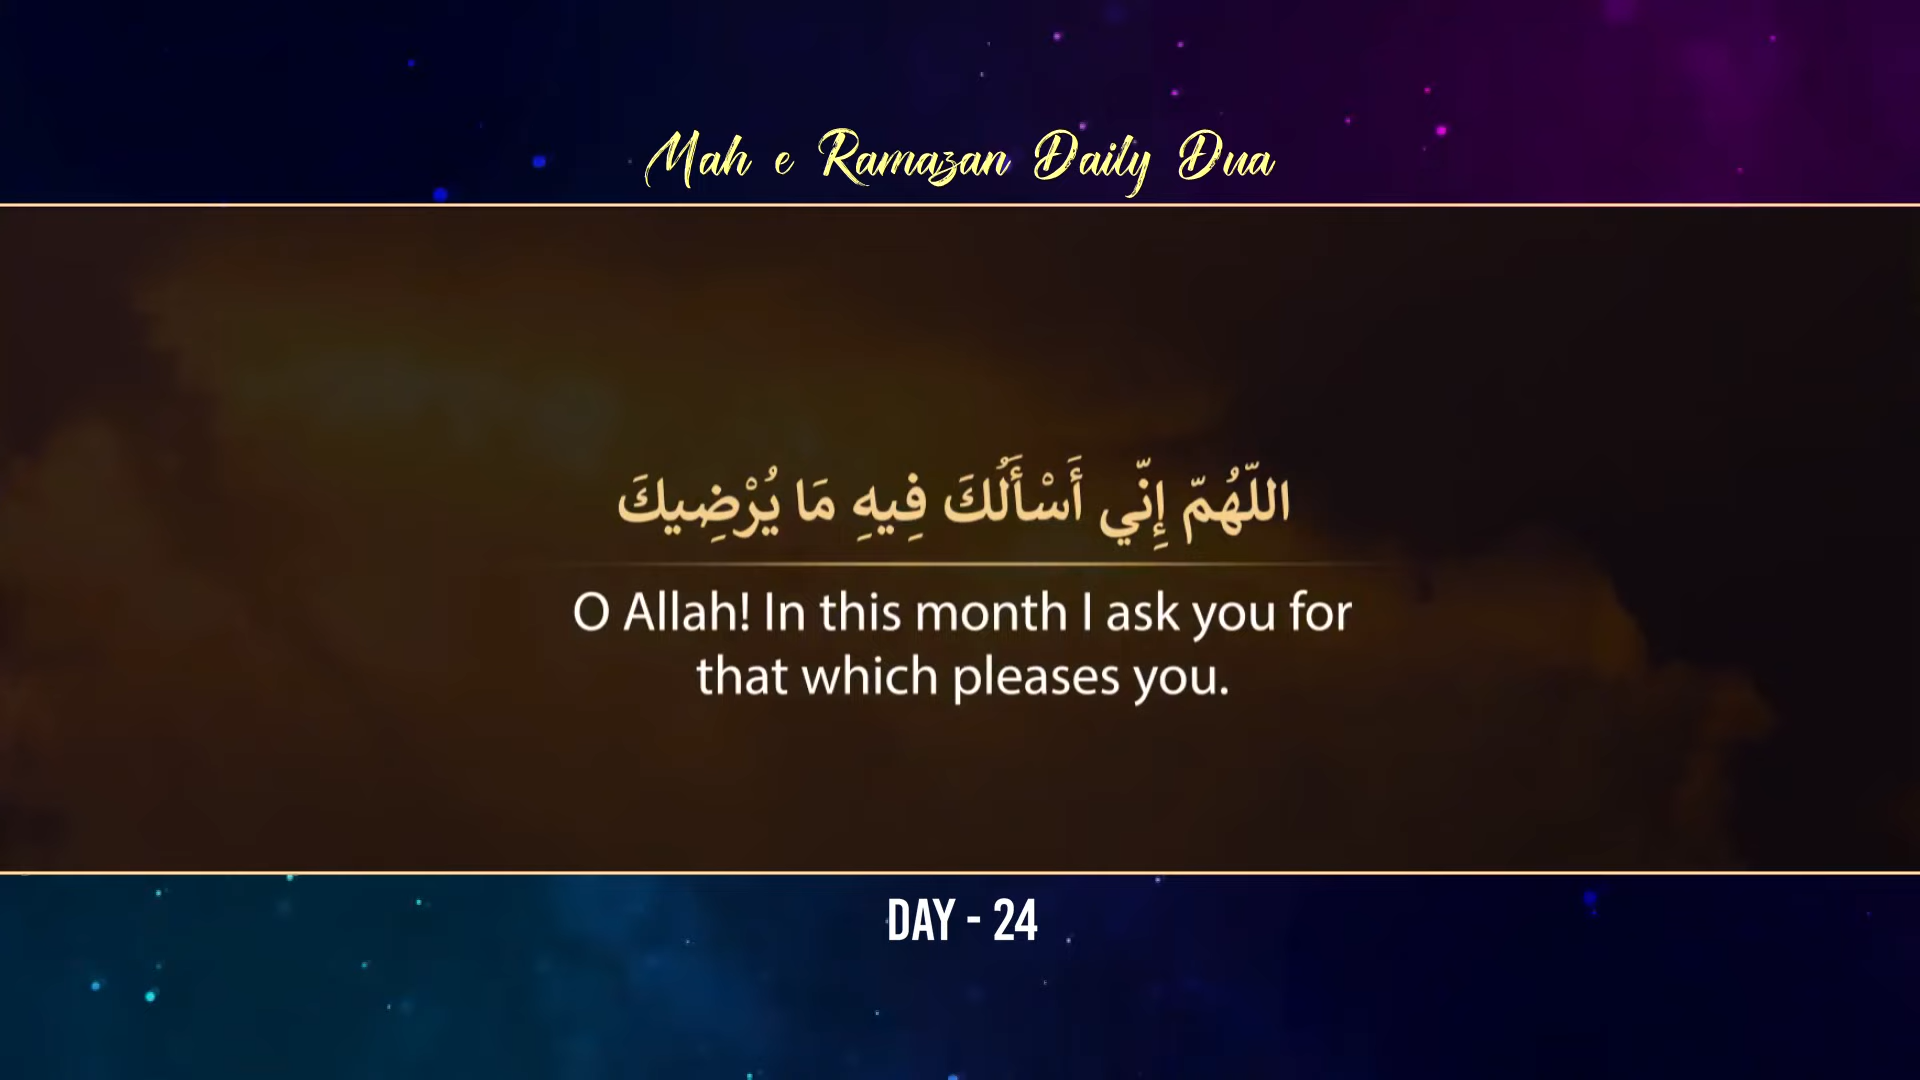 Mah e Ramazan Daily Dua
اللّهُمّ إِنّي أَسْأَلُكَ فِيهِ مَا يُرْضِيكَ
O Allah! In this month I ask you for
that which pleases you.
DAY - 24